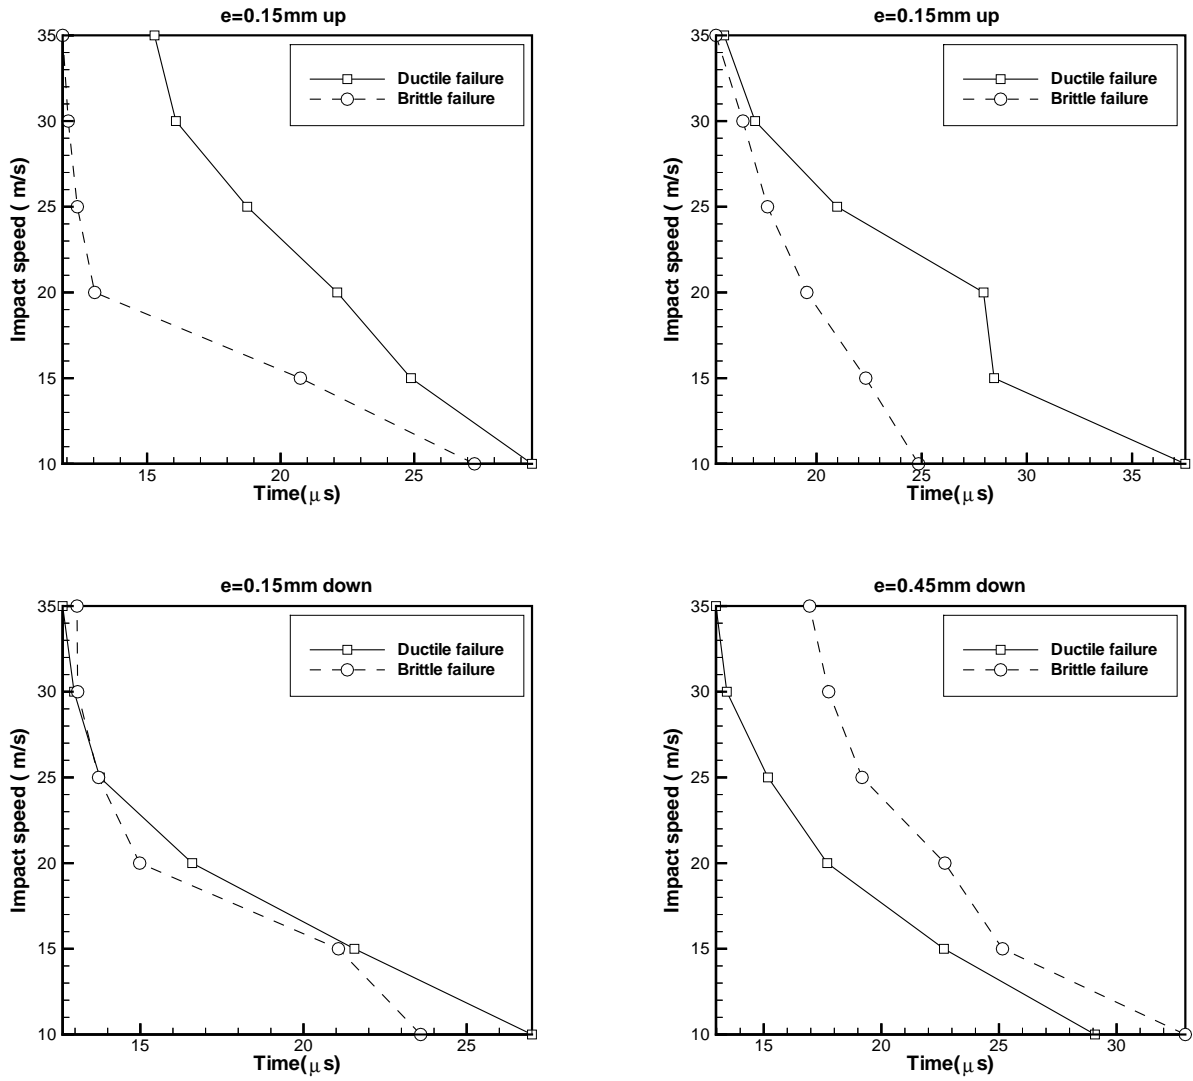 e=0.15mm up
35
30
25
20
15
10
Impact speed ( m/s)
Ductile failure
Brittle failure
15
20
25
Time(μ s)
e=0.15mm up
35
30
25
20
15
10
Impact speed ( m/s)
Ductile failure
Brittle failure
20
25
30
35
Time(μ s)
e=0.15mm down
35
30
25
20
15
10
Impact speed ( m/s)
Ductile failure
Brittle failure
15
20
25
Time(μ s)
e=0.45mm down
35
30
25
20
15
10
Impact speed ( m/s)
Ductile failure
Brittle failure
15
20
25
30
Time(μ s)